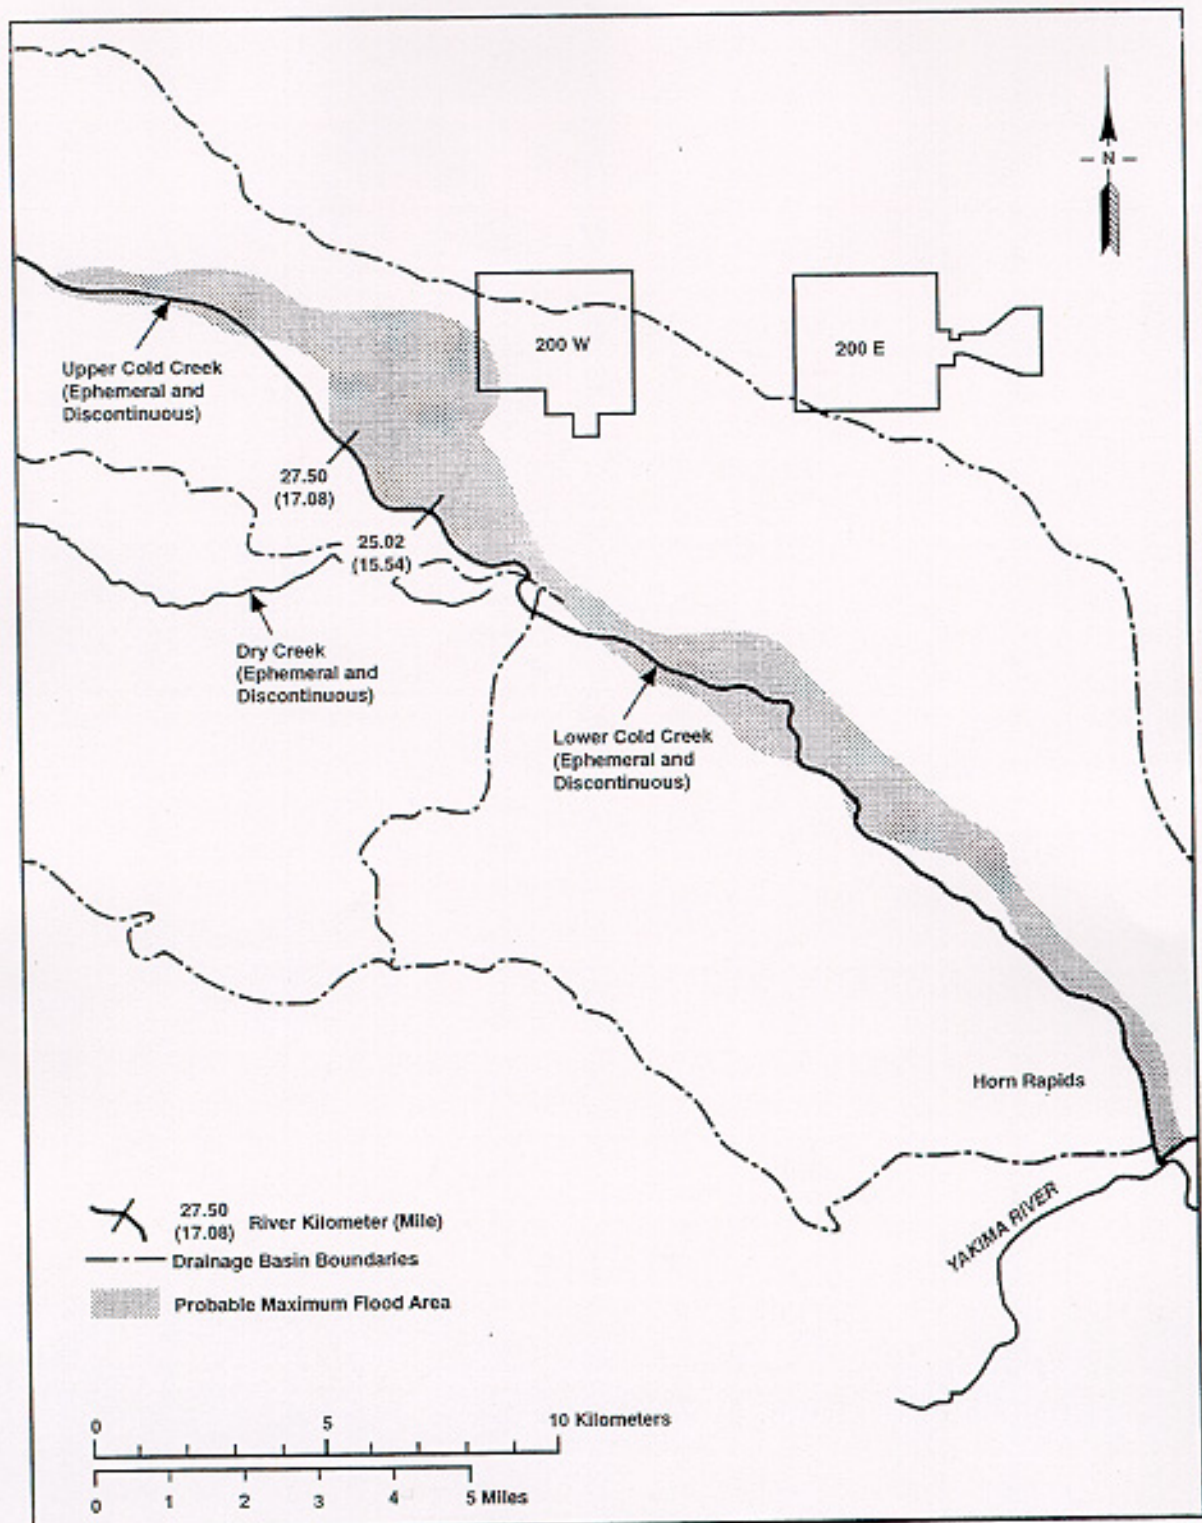 N
200 W
200 E
Upper Cold Creek
(Ephemeral and
Discontinuous)
27.50
(17.08)
25.02
(15.54)
Dry Creek
(Ephemeral and
Discontinuous)
Lower Cold Creek
(Ephemeral and
Discontinuous)
Horn Rapids
YAKIMA RIVER
27.50
(17.08)
River Kilometer (Mile)
Drainage Basin Boundaries
Probable Maximum Flood Area
0 5 10 Kilometers
0 1 2 3 4 5 Miles